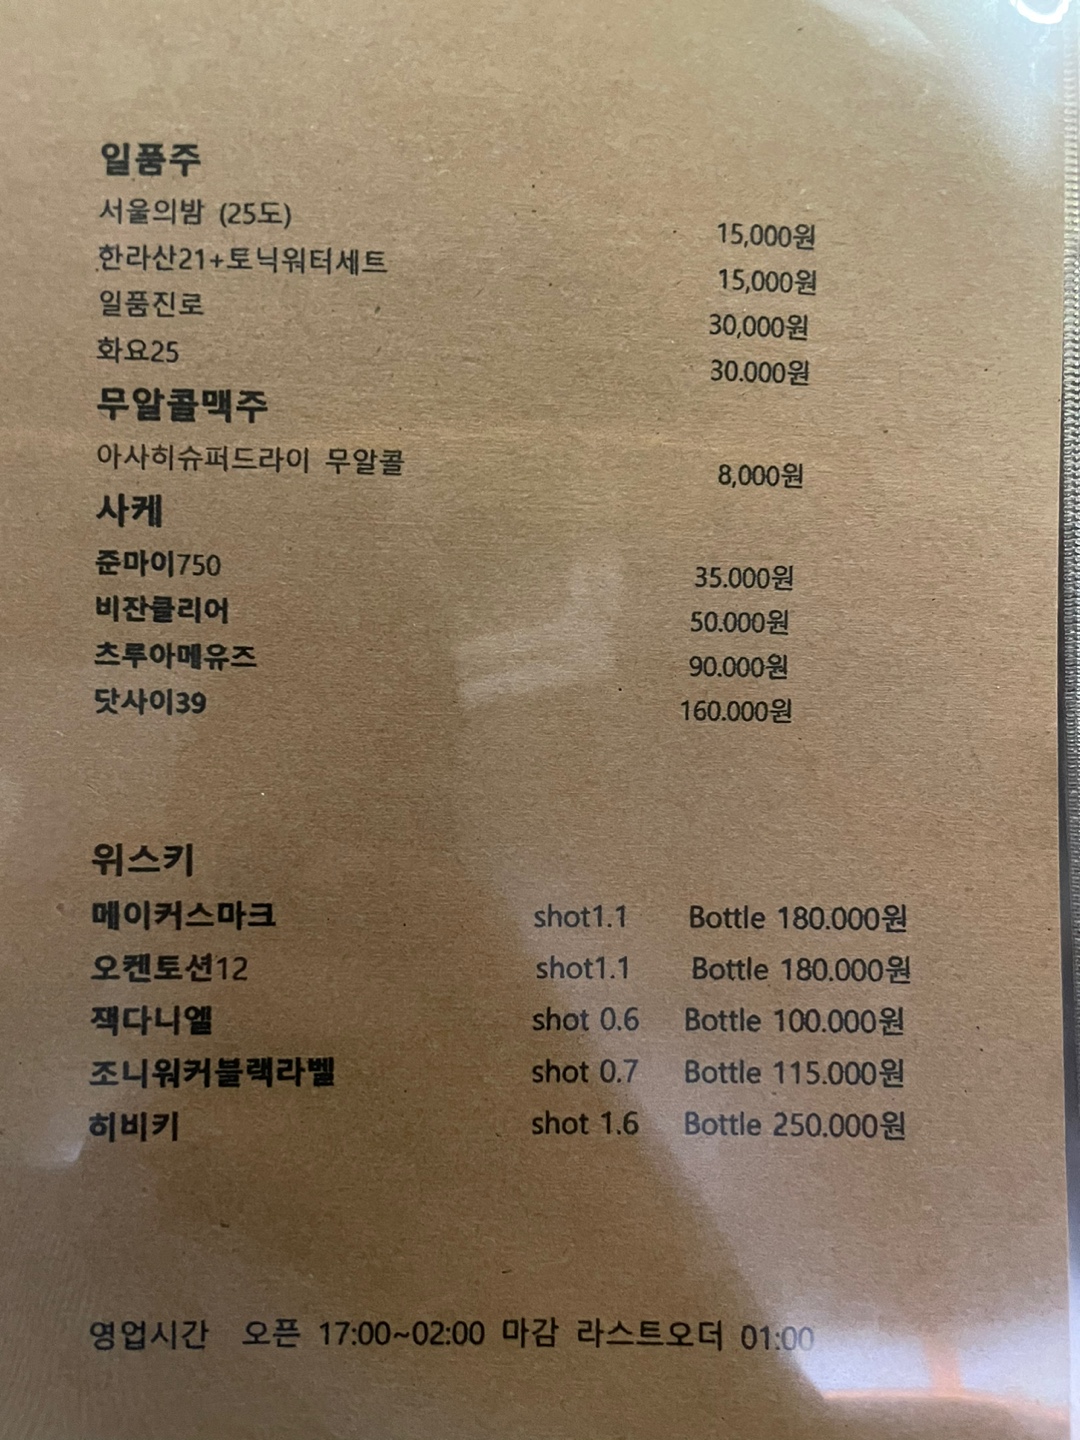 일품주
서울의밤 (25도) 15,000원
한라산21+토닉워터세트 15,000원
일품진로 30,000원
화요25 30.000원
무알콜맥주
아사히슈퍼드라이 무알콜 8,000원
사케
준마이750 35.000원
비잔클리어 50.000원
츠루아메유즈 90.000원
닷사이39 160.000원
위스키
메이커스마크 shot1.1 Bottle 180.000원
오켄토션12 shot1.1 Bottle 180.000원
잭다니엘 shot 0.6 Bottle 100.000원
조니워커블랙라벨 shot 0.7 Bottle 115.000원
히비키 shot 1.6 Bottle 250.000원
영업시간 오픈 17:00~02:00 마감 라스트오더 01:00